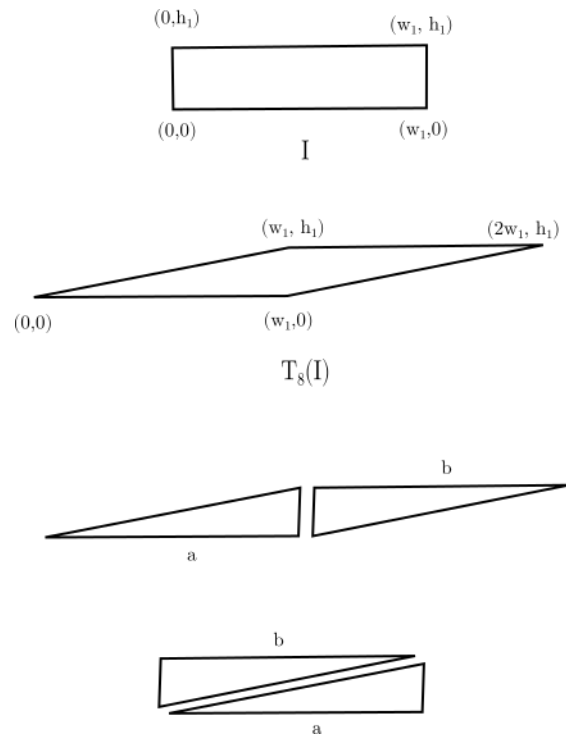 (0,h₁) (w₁, h₁)
(0,0) (w₁,0)
I
(w₁, h₁) (2w₁, h₁)
(0,0) (w₁,0)
T₈(I)
b
a
b
a